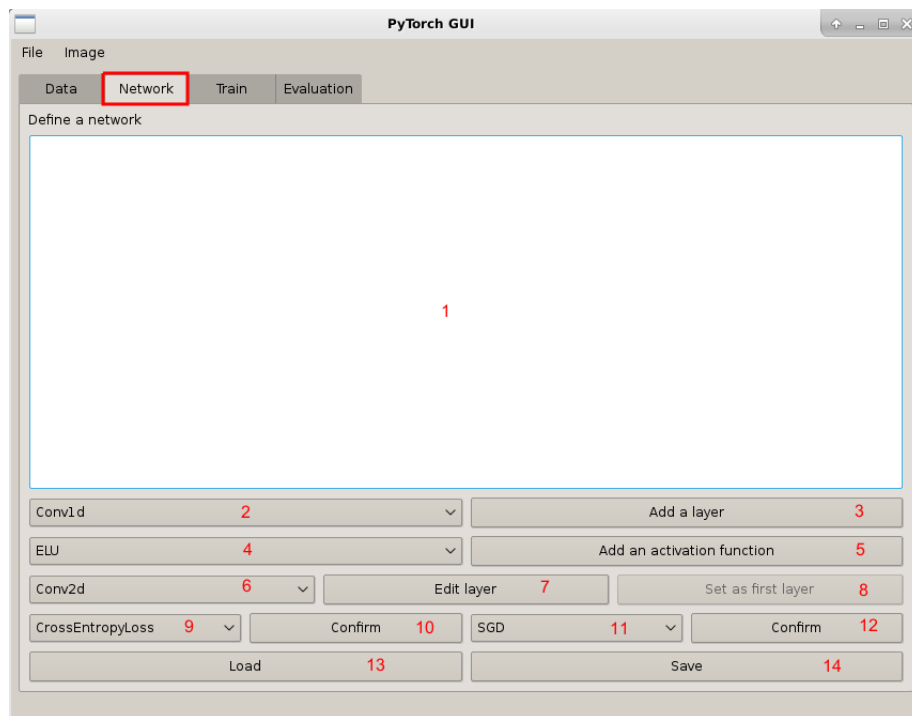 PyTorch GUI
File Image
Data Network Train Evaluation
Define a network
1
Conv1d 2 Add a layer 3
ELU 4 Add an activation function 5
Conv2d 6 Edit layer 7 Set as first layer 8
CrossEntropyLoss 9 Confirm 10 SGD 11 Confirm 12
Load 13 Save 14